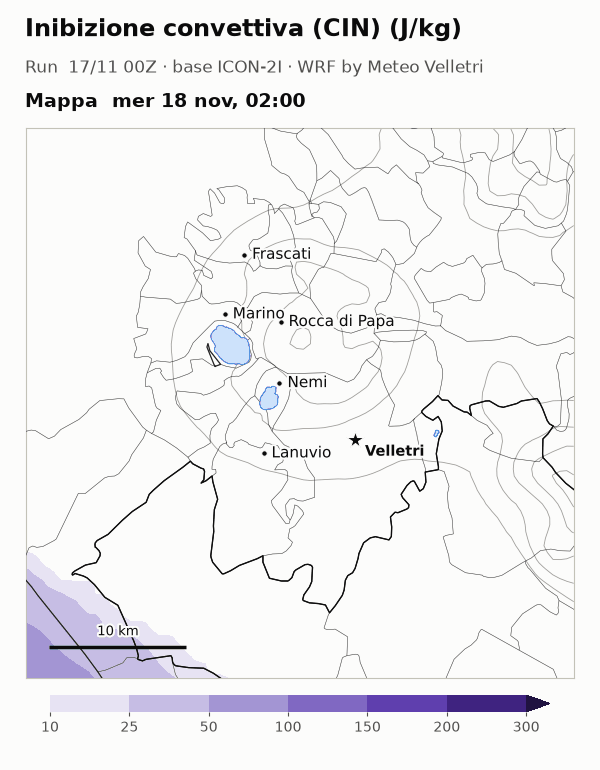 Inibizione convettiva (CIN) (J/kg)
Run  17/11 00Z · base ICON-2I · WRF by Meteo Velletri
Mappa  mer 18 nov, 02:00
Frascati
Marino
Rocca di Papa
Nemi
Velletri
Lanuvio
10 km
10 25 50 100 150 200 300